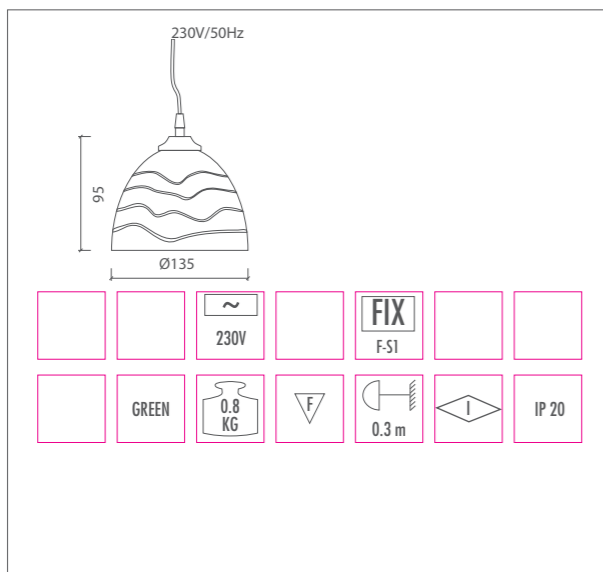 230V/50Hz
95
Ø135
~
230V
FIX
F-S1
GREEN
0.8
KG
F
0.3 m
I
IP 20